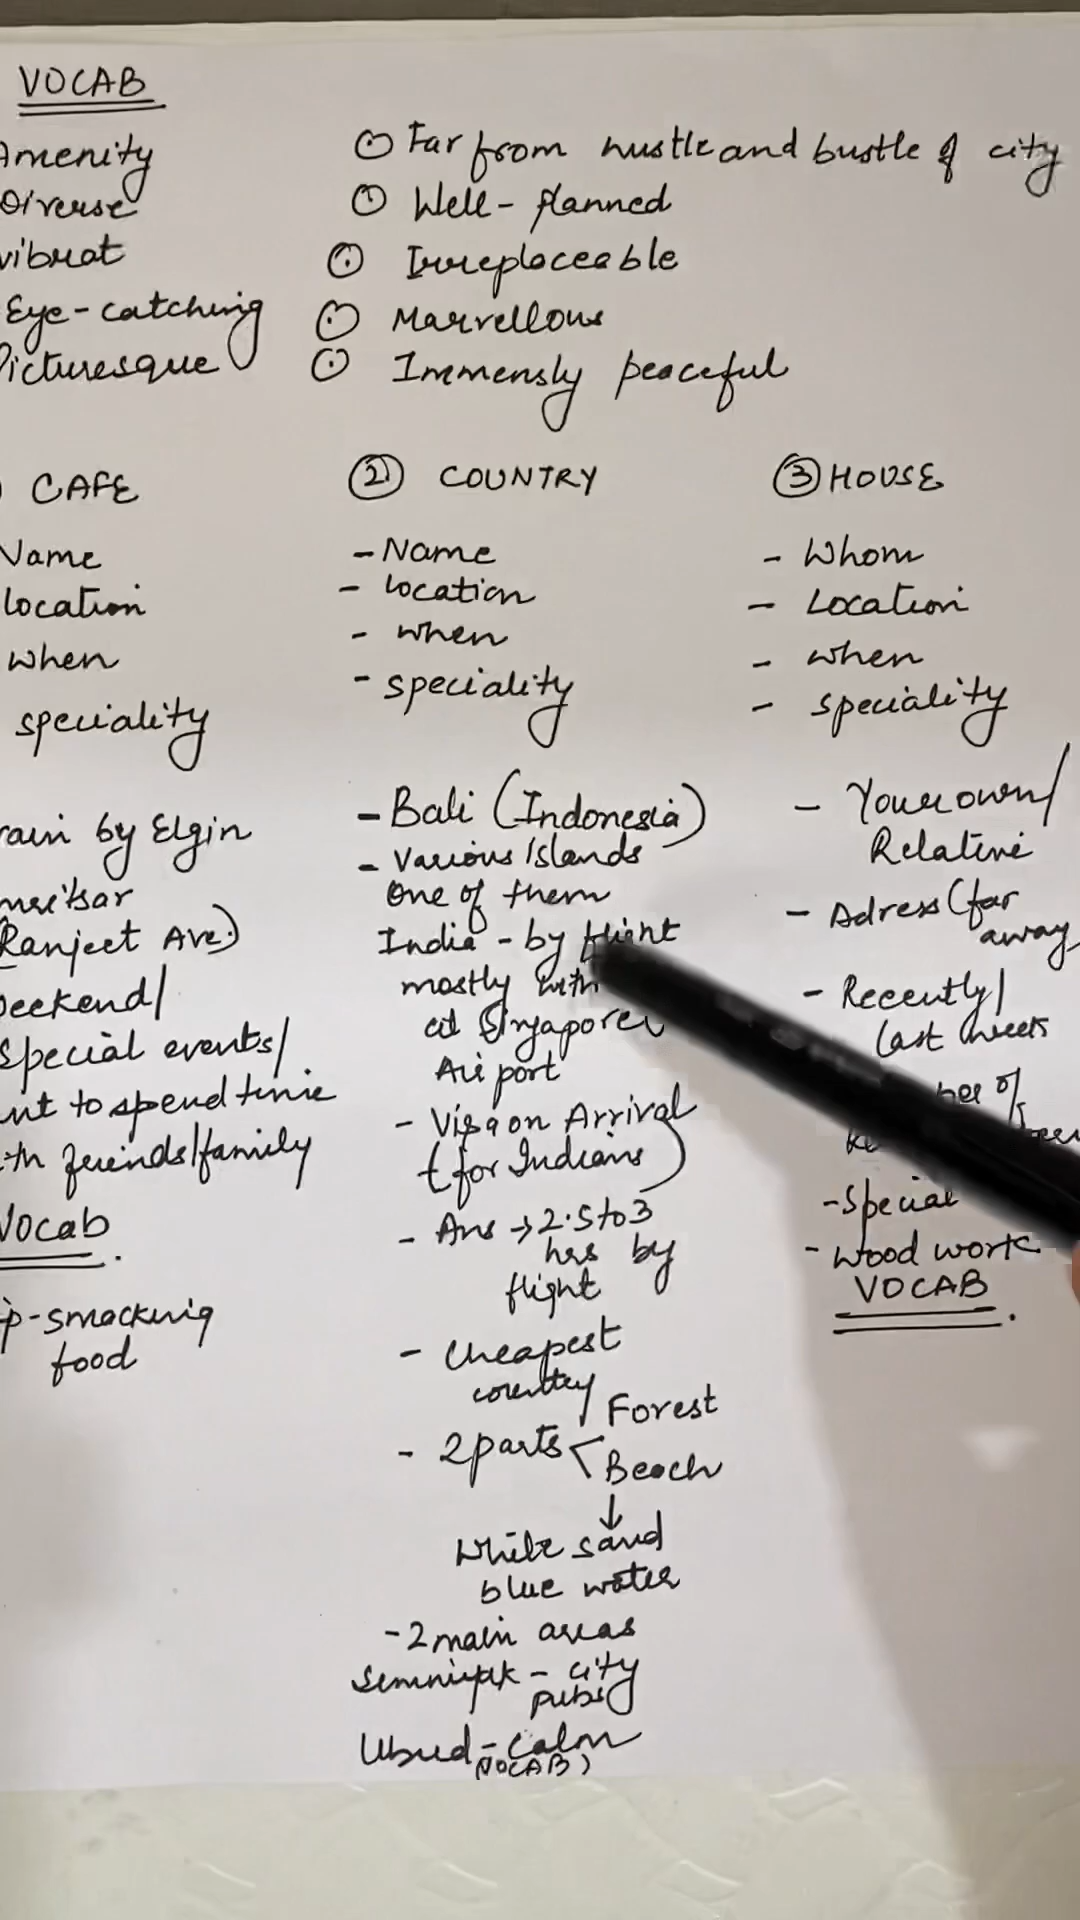 VOCAB
Amenity
Diverse
vibrat
Eye-catching
Picturesque
Far from hustle and bustle of city
Well-planned
Irreplaceable
Marvellous
Immensly peaceful
CAFE
Name
location
when
speciality
by Elgin
Ranjeet Ave.)
special events/
to spend time
friends/family
Vocab
-smacking
food
② COUNTRY
- Name
- location
- when
- speciality
- Bali (Indonesia)
- Various Islands
One of them
India - by flight
mostly with
at Singapore
Airport
- Visa on Arrival
(for Indians)
- Ans → 2.5 to 3
hrs by
flight
- Cheapest
country
- 2 parts < Forest
Beach
↓
White sand
blue water
- 2 main areas
- city
pubs
Ubud - Calm
(VOCAB)
③ HOUSE
- Whom
- Location
- when
- speciality
- Your own/
Relative
- Adress (far
away
- Recently/
last week
of
- Special
- Wood work
VOCAB